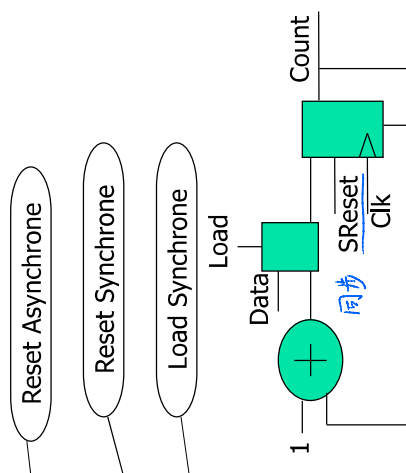 Reset Asynchrone
Reset Synchrone
Load Synchrone
Load
Data
1
Count
SReset
Clk
同步